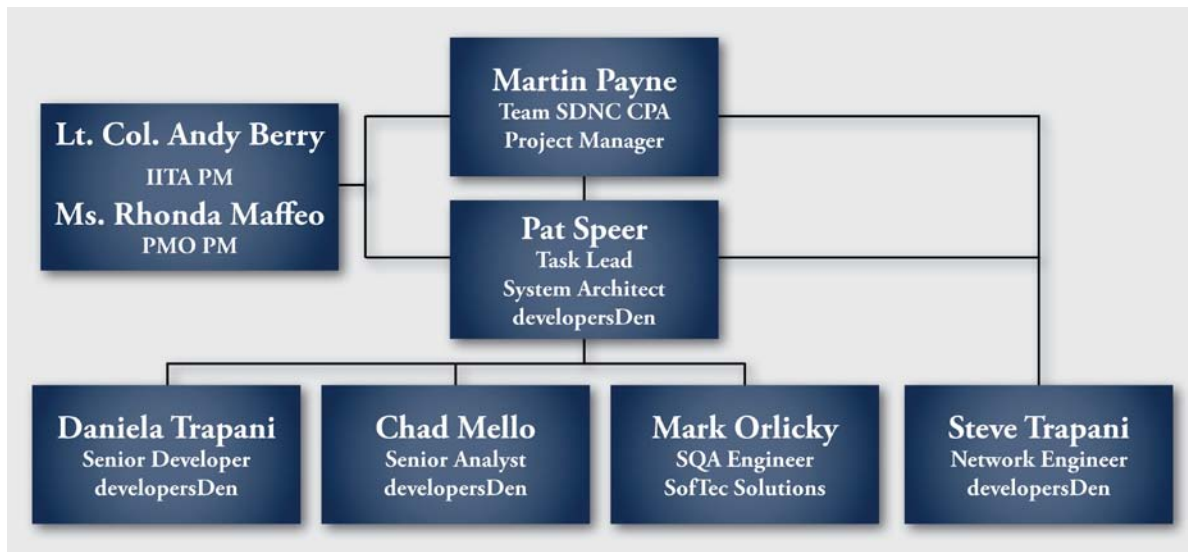 Martin Payne
Team SDNC CPA
Project Manager
Lt. Col. Andy Berry
IITA PM
Ms. Rhonda Maffeo
PMO PM
Pat Speer
Task Lead
System Architect
developersDen
Daniela Trapani
Senior Developer
developersDen
Chad Mello
Senior Analyst
developersDen
Mark Orlicky
SQA Engineer
SofTec Solutions
Steve Trapani
Network Engineer
developersDen